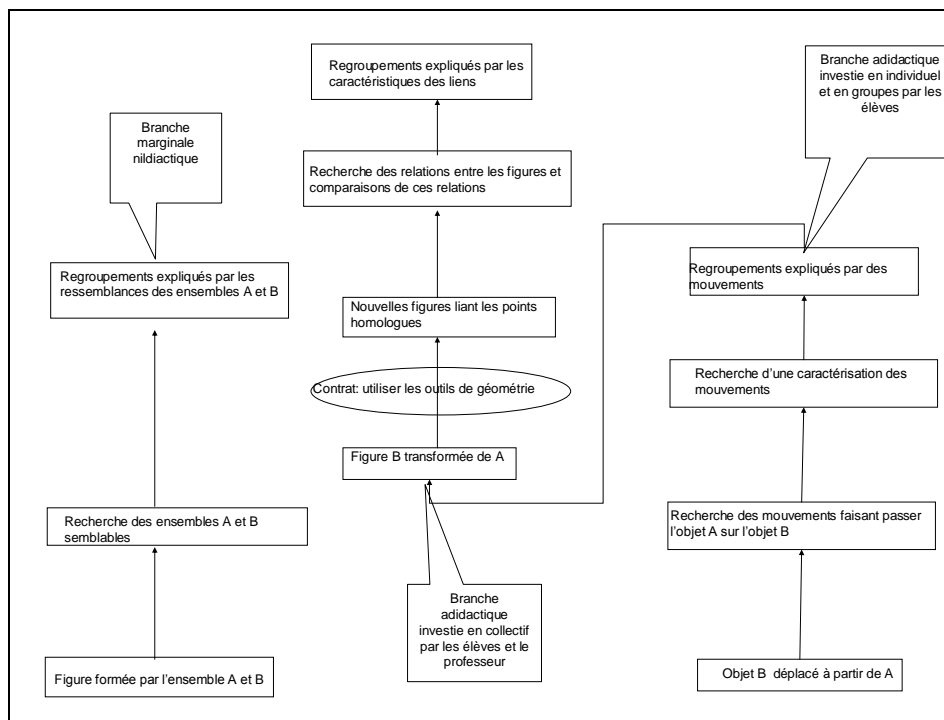 Regroupements expliqués par les
caractéristiques des liens
Branche adidactique
investie en individuel
et en groupes par les
élèves
Branche
marginale
nildiactique
Recherche des relations entre les figures et
comparaisons de ces relations
Regroupements expliqués par les
ressemblances des ensembles A et B
Regroupements expliqués par des
mouvements
Nouvelles figures liant les points
homologues
Contrat: utiliser les outils de géométrie
Recherche d'une caractérisation des
mouvements
Figure B transformée de A
Recherche des ensembles A et B
semblables
Recherche des mouvements faisant passer
l'objet A sur l'objet B
Branche
adidactique
investie en collectif
par les élèves et le
professeur
Figure formée par l'ensemble A et B
Objet B déplacé à partir de A